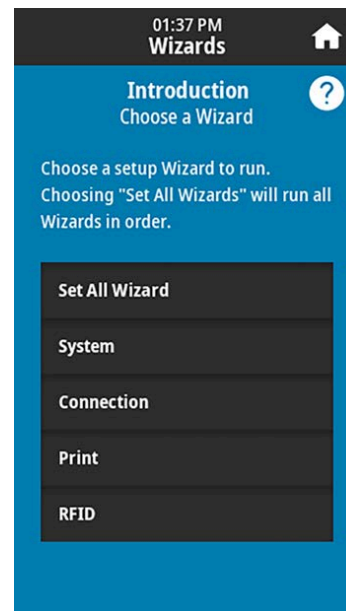 01:37 PM
Wizards
Introduction
Choose a Wizard
?
Choose a setup Wizard to run.
Choosing "Set All Wizards" will run all
Wizards in order.
Set All Wizard
System
Connection
Print
RFID